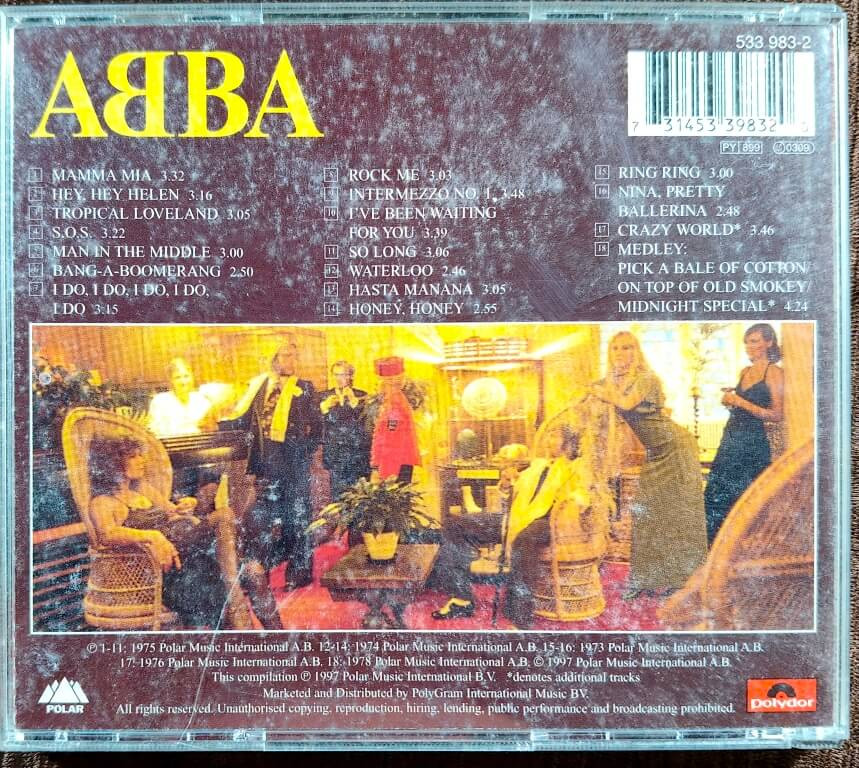 533 983-2
ABBA
7 31453 39832 3
PY 899 0309
1 MAMMA MIA 3.32
2 HEY, HEY HELEN 3.16
3 TROPICAL LOVELAND 3.05
4 S.O.S. 3.22
5 MAN IN THE MIDDLE 3.00
6 BANG-A-BOOMERANG 2.50
7 I DO, I DO, I DO, I DO,
I DO 3:15
8 ROCK ME 3.03
9 INTERMEZZO NO. 1 3.48
10 I'VE BEEN WAITING
FOR YOU 3.39
11 SO LONG 3.06
12 WATERLOO 2.46
13 HASTA MAÑANA 3.05
14 HONEY, HONEY 2.55
15 RING RING 3.00
16 NINA, PRETTY
BALLERINA 2.48
17 CRAZY WORLD* 3.46
18 MEDLEY:
PICK A BALE OF COTTON/
ON TOP OF OLD SMOKEY/
MIDNIGHT SPECIAL* 4.24
℗ 1-11: 1975 Polar Music International A.B. 12-14: 1974 Polar Music International A.B. 15-16: 1973 Polar Music International A.B.
17: 1976 Polar Music International A.B. 18: 1978 Polar Music International A.B. © 1997 Polar Music International A.B.
This compilation ℗ 1997 Polar Music International B.V. *denotes additional tracks
Marketed and Distributed by PolyGram International Music BV.
All rights reserved. Unauthorised copying, reproduction, hiring, lending, public performance and broadcasting prohibited.
POLAR
Polydor